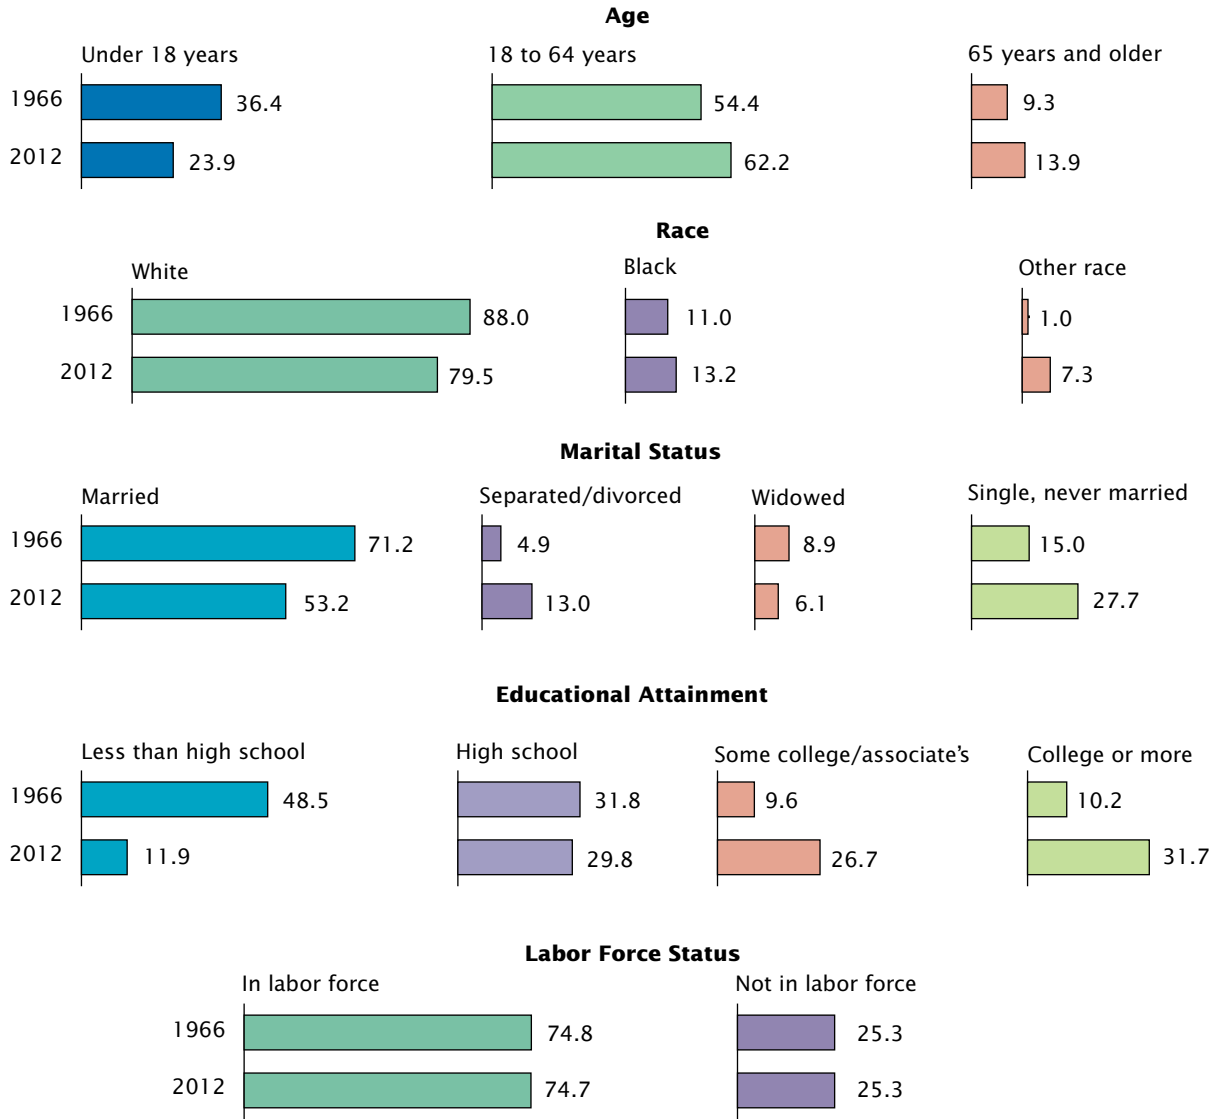 Age
Under 18 years 18 to 64 years 65 years and older
1966 36.4 54.4 9.3
2012 23.9 62.2 13.9
Race
White Black Other race
1966 88.0 11.0 1.0
2012 79.5 13.2 7.3
Marital Status
Married Separated/divorced Widowed Single, never married
1966 71.2 4.9 8.9 15.0
2012 53.2 13.0 6.1 27.7
Educational Attainment
Less than high school High school Some college/associate’s College or more
1966 48.5 31.8 9.6 10.2
2012 11.9 29.8 26.7 31.7
Labor Force Status
In labor force Not in labor force
1966 74.8 25.3
2012 74.7 25.3